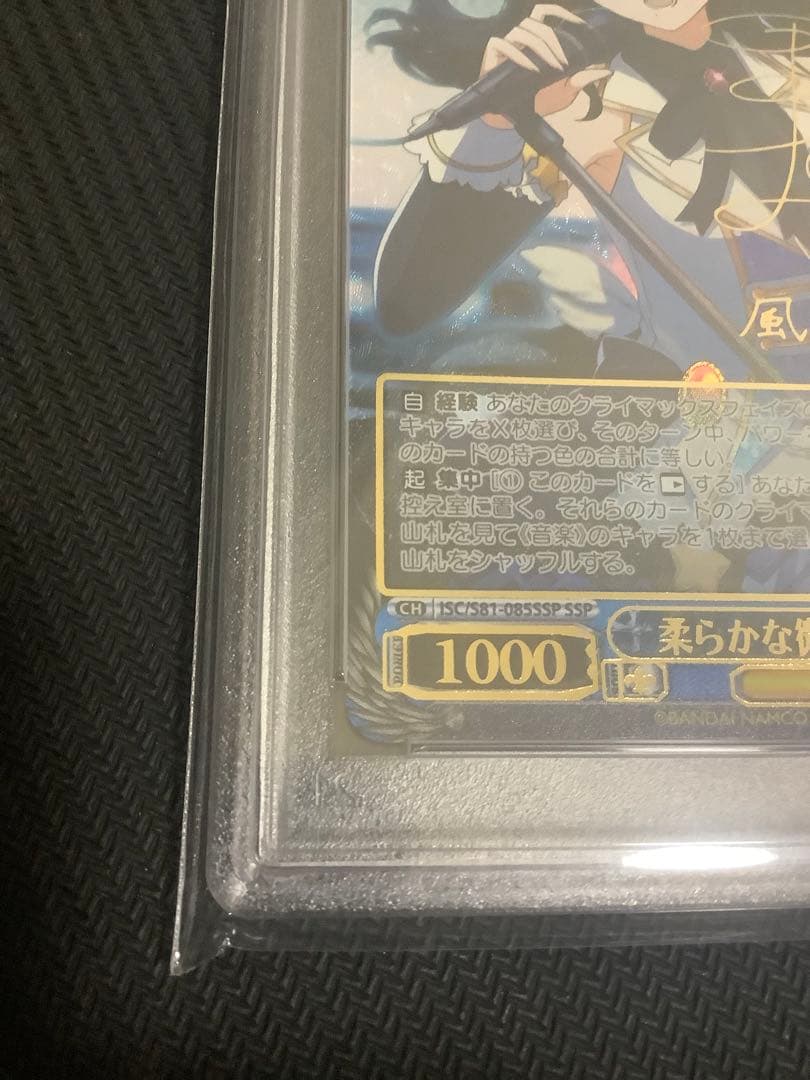 風
自 経験 あなたのクライマックスフェイズ
キャラをX枚選び、そのターン中、パワー
のカードの持つ色の合計に等しい。
起 集中 [① このカードを する] あなた
控え室に置く。それらのカードのクライ
山札を見て《音楽》のキャラを1枚まで選
山札をシャッフルする。
CH ISC/S81-085SSP SSP
1000
柔らかな
©BANDAI NAMCO